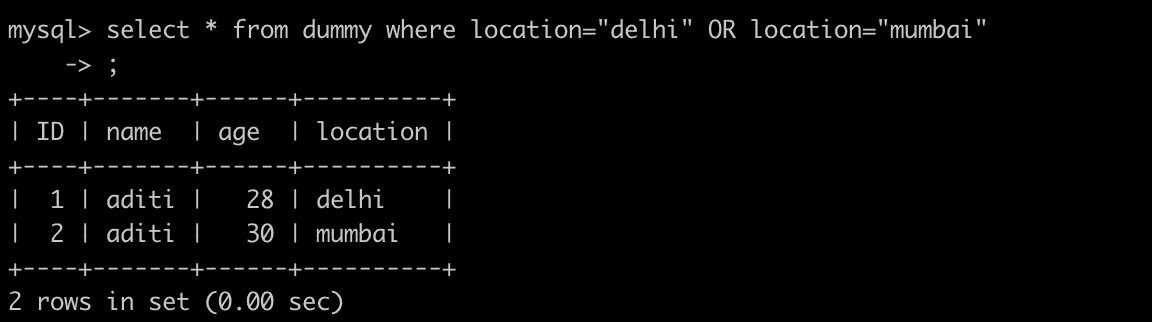 mysql> select * from dummy where location="delhi" OR location="mumbai"
    -> ;
+----+-------+------+----------+
| ID | name  | age  | location |
+----+-------+------+----------+
|  1 | aditi |   28 | delhi    |
|  2 | aditi |   30 | mumbai   |
+----+-------+------+----------+
2 rows in set (0.00 sec)